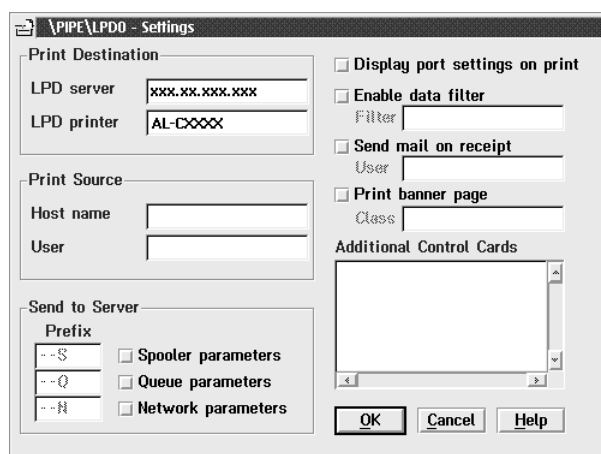 \PIPE\LPD0 - Settings
Print Destination
LPD server xxx.xx.xxx.xxx
LPD printer AL-CXXXX
Print Source
Host name
User
Send to Server
Prefix
--S Spooler parameters
--Q Queue parameters
--N Network parameters
Display port settings on print
Enable data filter
Filter
Send mail on receipt
User
Print banner page
Class
Additional Control Cards
OK Cancel Help